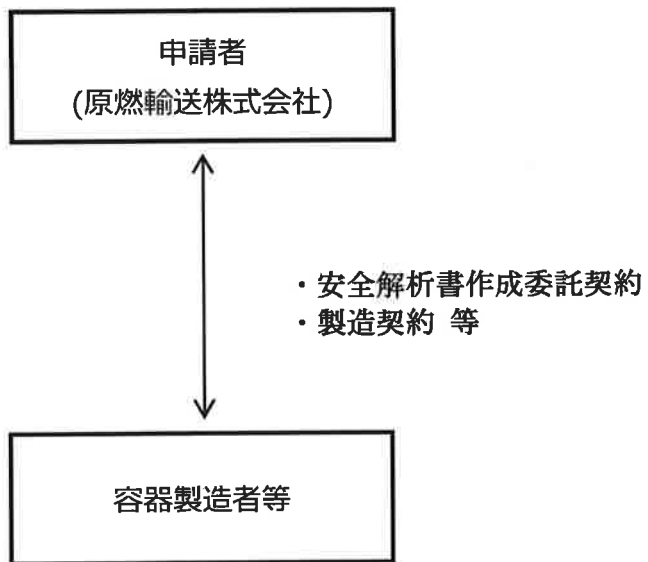 申請者
(原燃輸送株式会社)
・安全解析書作成委託契約
・製造契約 等
容器製造者等